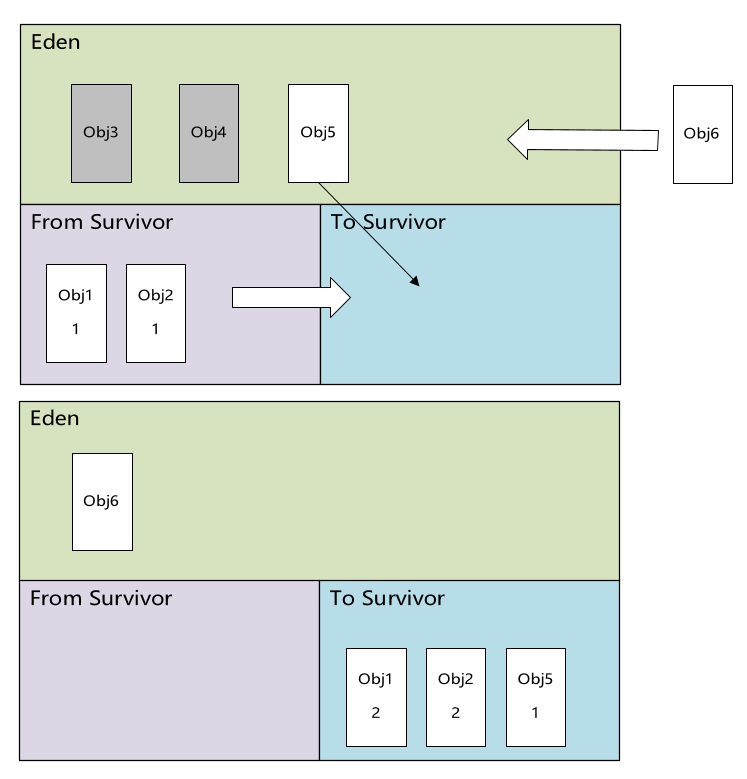 Eden
Obj3
Obj4
Obj5
Obj6
From Survivor
To Survivor
Obj1
1
Obj2
1
Eden
Obj6
From Survivor
To Survivor
Obj1
2
Obj2
2
Obj5
1